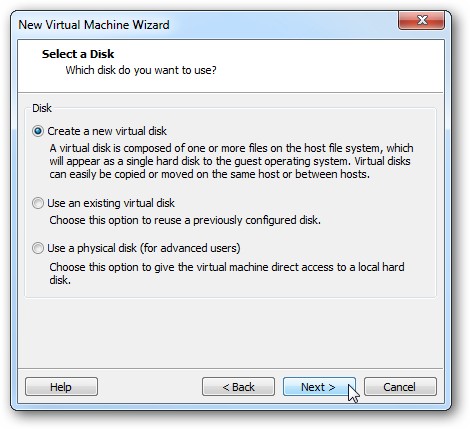 New Virtual Machine Wizard
Select a Disk
Which disk do you want to use?
Disk
Create a new virtual disk
A virtual disk is composed of one or more files on the host file system, which
will appear as a single hard disk to the guest operating system. Virtual disks
can easily be copied or moved on the same host or between hosts.
Use an existing virtual disk
Choose this option to reuse a previously configured disk.
Use a physical disk (for advanced users)
Choose this option to give the virtual machine direct access to a local hard
disk.
Help
< Back
Next >
Cancel